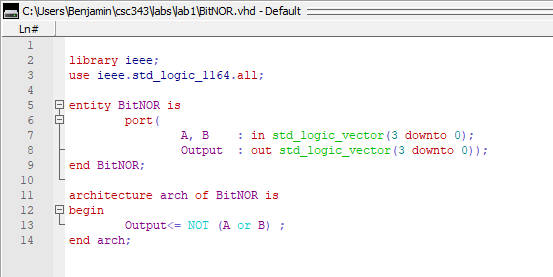 C:\Users\Benjamin\csc343\labs\lab1\BitNOR.vhd - Default
Ln#
1
2 library ieee;
3 use ieee.std_logic_1164.all;
4
5 entity BitNOR is
6 port(
7 A, B : in std_logic_vector(3 downto 0);
8 Output : out std_logic_vector(3 downto 0));
9 end BitNOR;
10
11 architecture arch of BitNOR is
12 begin
13 Output<= NOT (A or B) ;
14 end arch;